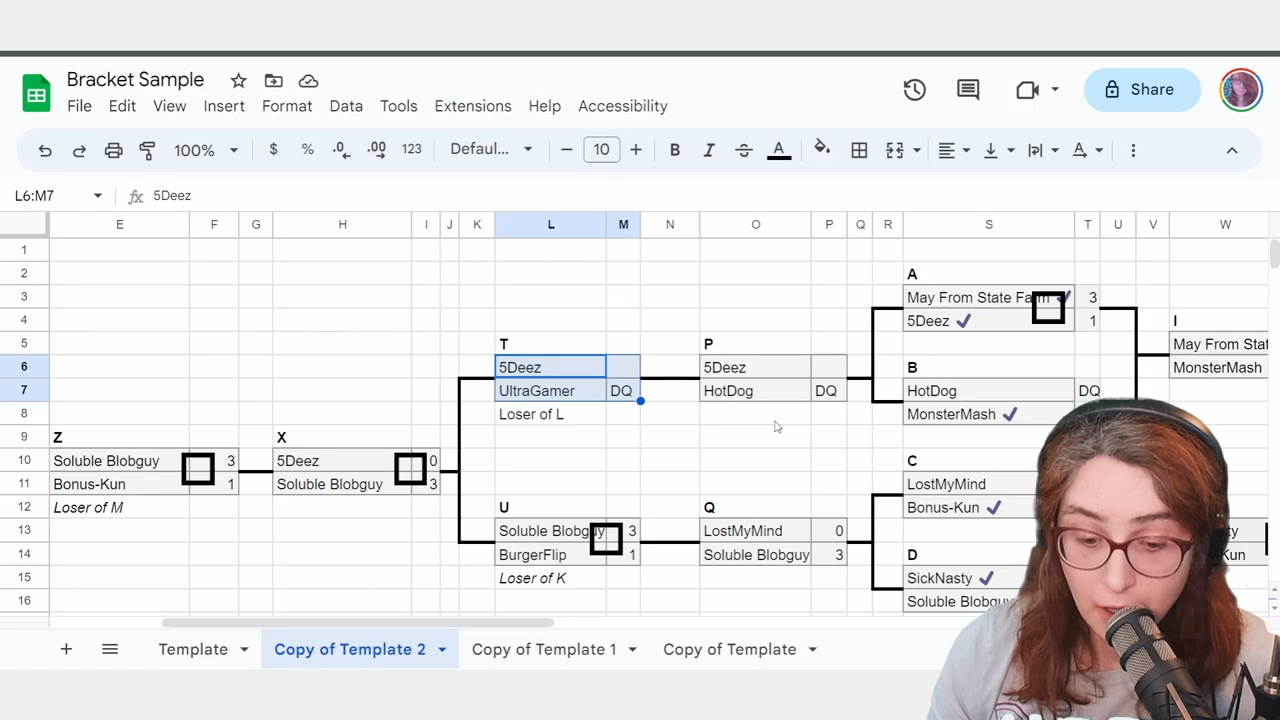 Bracket Sample
File Edit View Insert Format Data Tools Extensions Help Accessibility
Share
100% $ % .0 .00 123 Defaul... 10 B I S A
L6:M7 fx 5Deez
E F G H I J K L M N O P Q R S T U V W
1
2 A
3 May From State Farm 3
4 5Deez 1 I
5 T P May From Stat
6 5Deez 5Deez B MonsterMash
7 UltraGamer DQ HotDog DQ HotDog DQ
8 Loser of L MonsterMash
9 Z X C
10 Soluble Blobguy 3 5Deez 0 LostMyMind
11 Bonus-Kun 1 Soluble Blobguy 3 Bonus-Kun
12 Loser of M U Q
13 Soluble Blobguy 3 LostMyMind 0
14 BurgerFlip 1 Soluble Blobguy 3 D
15 Loser of K SickNasty
16 Soluble Blobgu
Template Copy of Template 2 Copy of Template 1 Copy of Template